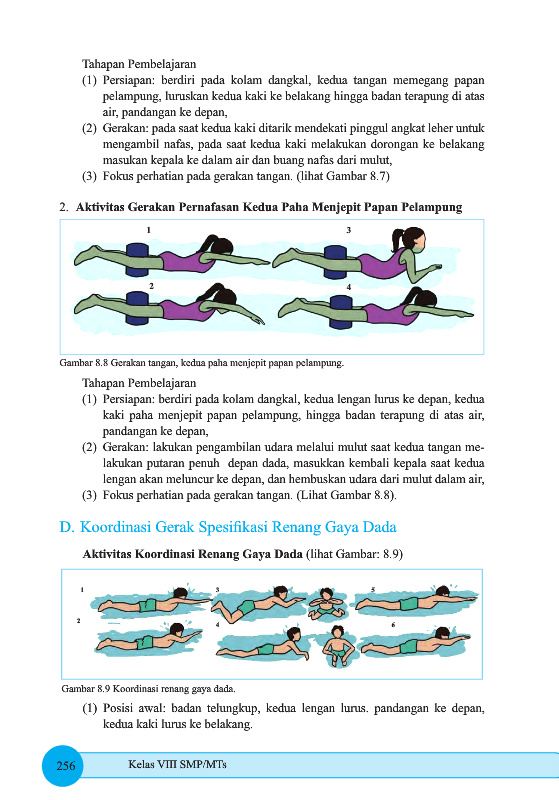 Tahapan Pembelajaran
(1) Persiapan: berdiri pada kolam dangkal, kedua tangan memegang papan
pelampung, luruskan kedua kaki ke belakang hingga badan terapung di atas
air, pandangan ke depan,
(2) Gerakan: pada saat kedua kaki ditarik mendekati pinggul angkat leher untuk
mengambil nafas, pada saat kedua kaki melakukan dorongan ke belakang
masukan kepala ke dalam air dan buang nafas dari mulut,
(3) Fokus perhatian pada gerakan tangan. (lihat Gambar 8.7)
2. Aktivitas Gerakan Pernafasan Kedua Paha Menjepit Papan Pelampung
1
3
2
4
Gambar 8.8 Gerakan tangan, kedua paha menjepit papan pelampung.
Tahapan Pembelajaran
(1) Persiapan: berdiri pada kolam dangkal, kedua lengan lurus ke depan, kedua
kaki paha menjepit papan pelampung, hingga badan terapung di atas air,
pandangan ke depan,
(2) Gerakan: lakukan pengambilan udara melalui mulut saat kedua tangan me-
lakukan putaran penuh depan dada, masukkan kembali kepala saat kedua
lengan akan meluncur ke depan, dan hembuskan udara dari mulut dalam air,
(3) Fokus perhatian pada gerakan tangan. (Lihat Gambar 8.8).
D. Koordinasi Gerak Spesifikasi Renang Gaya Dada
Aktivitas Koordinasi Renang Gaya Dada (lihat Gambar: 8.9)
1
3
5
2
4
6
Gambar 8.9 Koordinasi renang gaya dada.
(1) Posisi awal: badan telungkup, kedua lengan lurus. pandangan ke depan,
kedua kaki lurus ke belakang.
256
Kelas VIII SMP/MTs